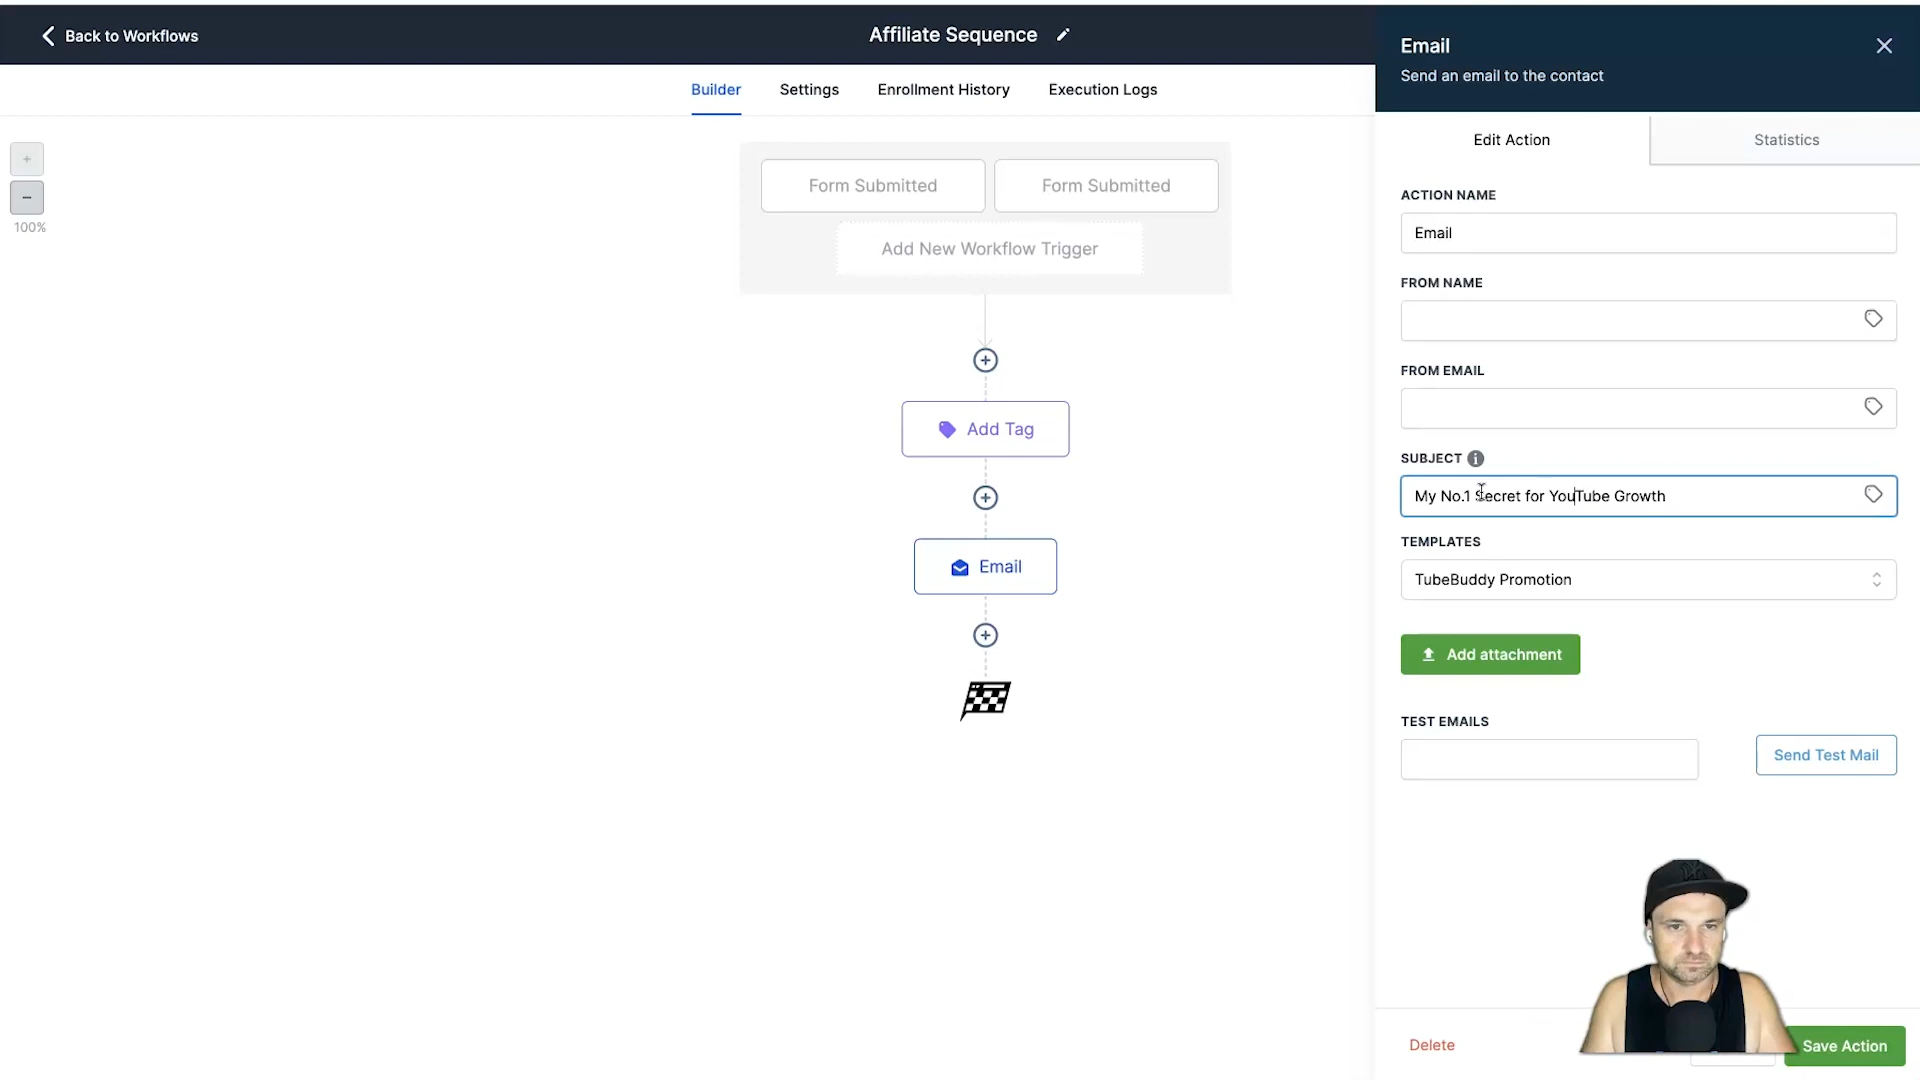 Back to Workflows
Affiliate Sequence
Builder
Settings
Enrollment History
Execution Logs
+
−
100%
Form Submitted
Form Submitted
Add New Workflow Trigger
Add Tag
Email
Email
Send an email to the contact
Edit Action
Statistics
ACTION NAME
Email
FROM NAME
FROM EMAIL
SUBJECT
My No.1 Secret for YouTube Growth
TEMPLATES
TubeBuddy Promotion
Add attachment
TEST EMAILS
Send Test Mail
Delete
Save Action